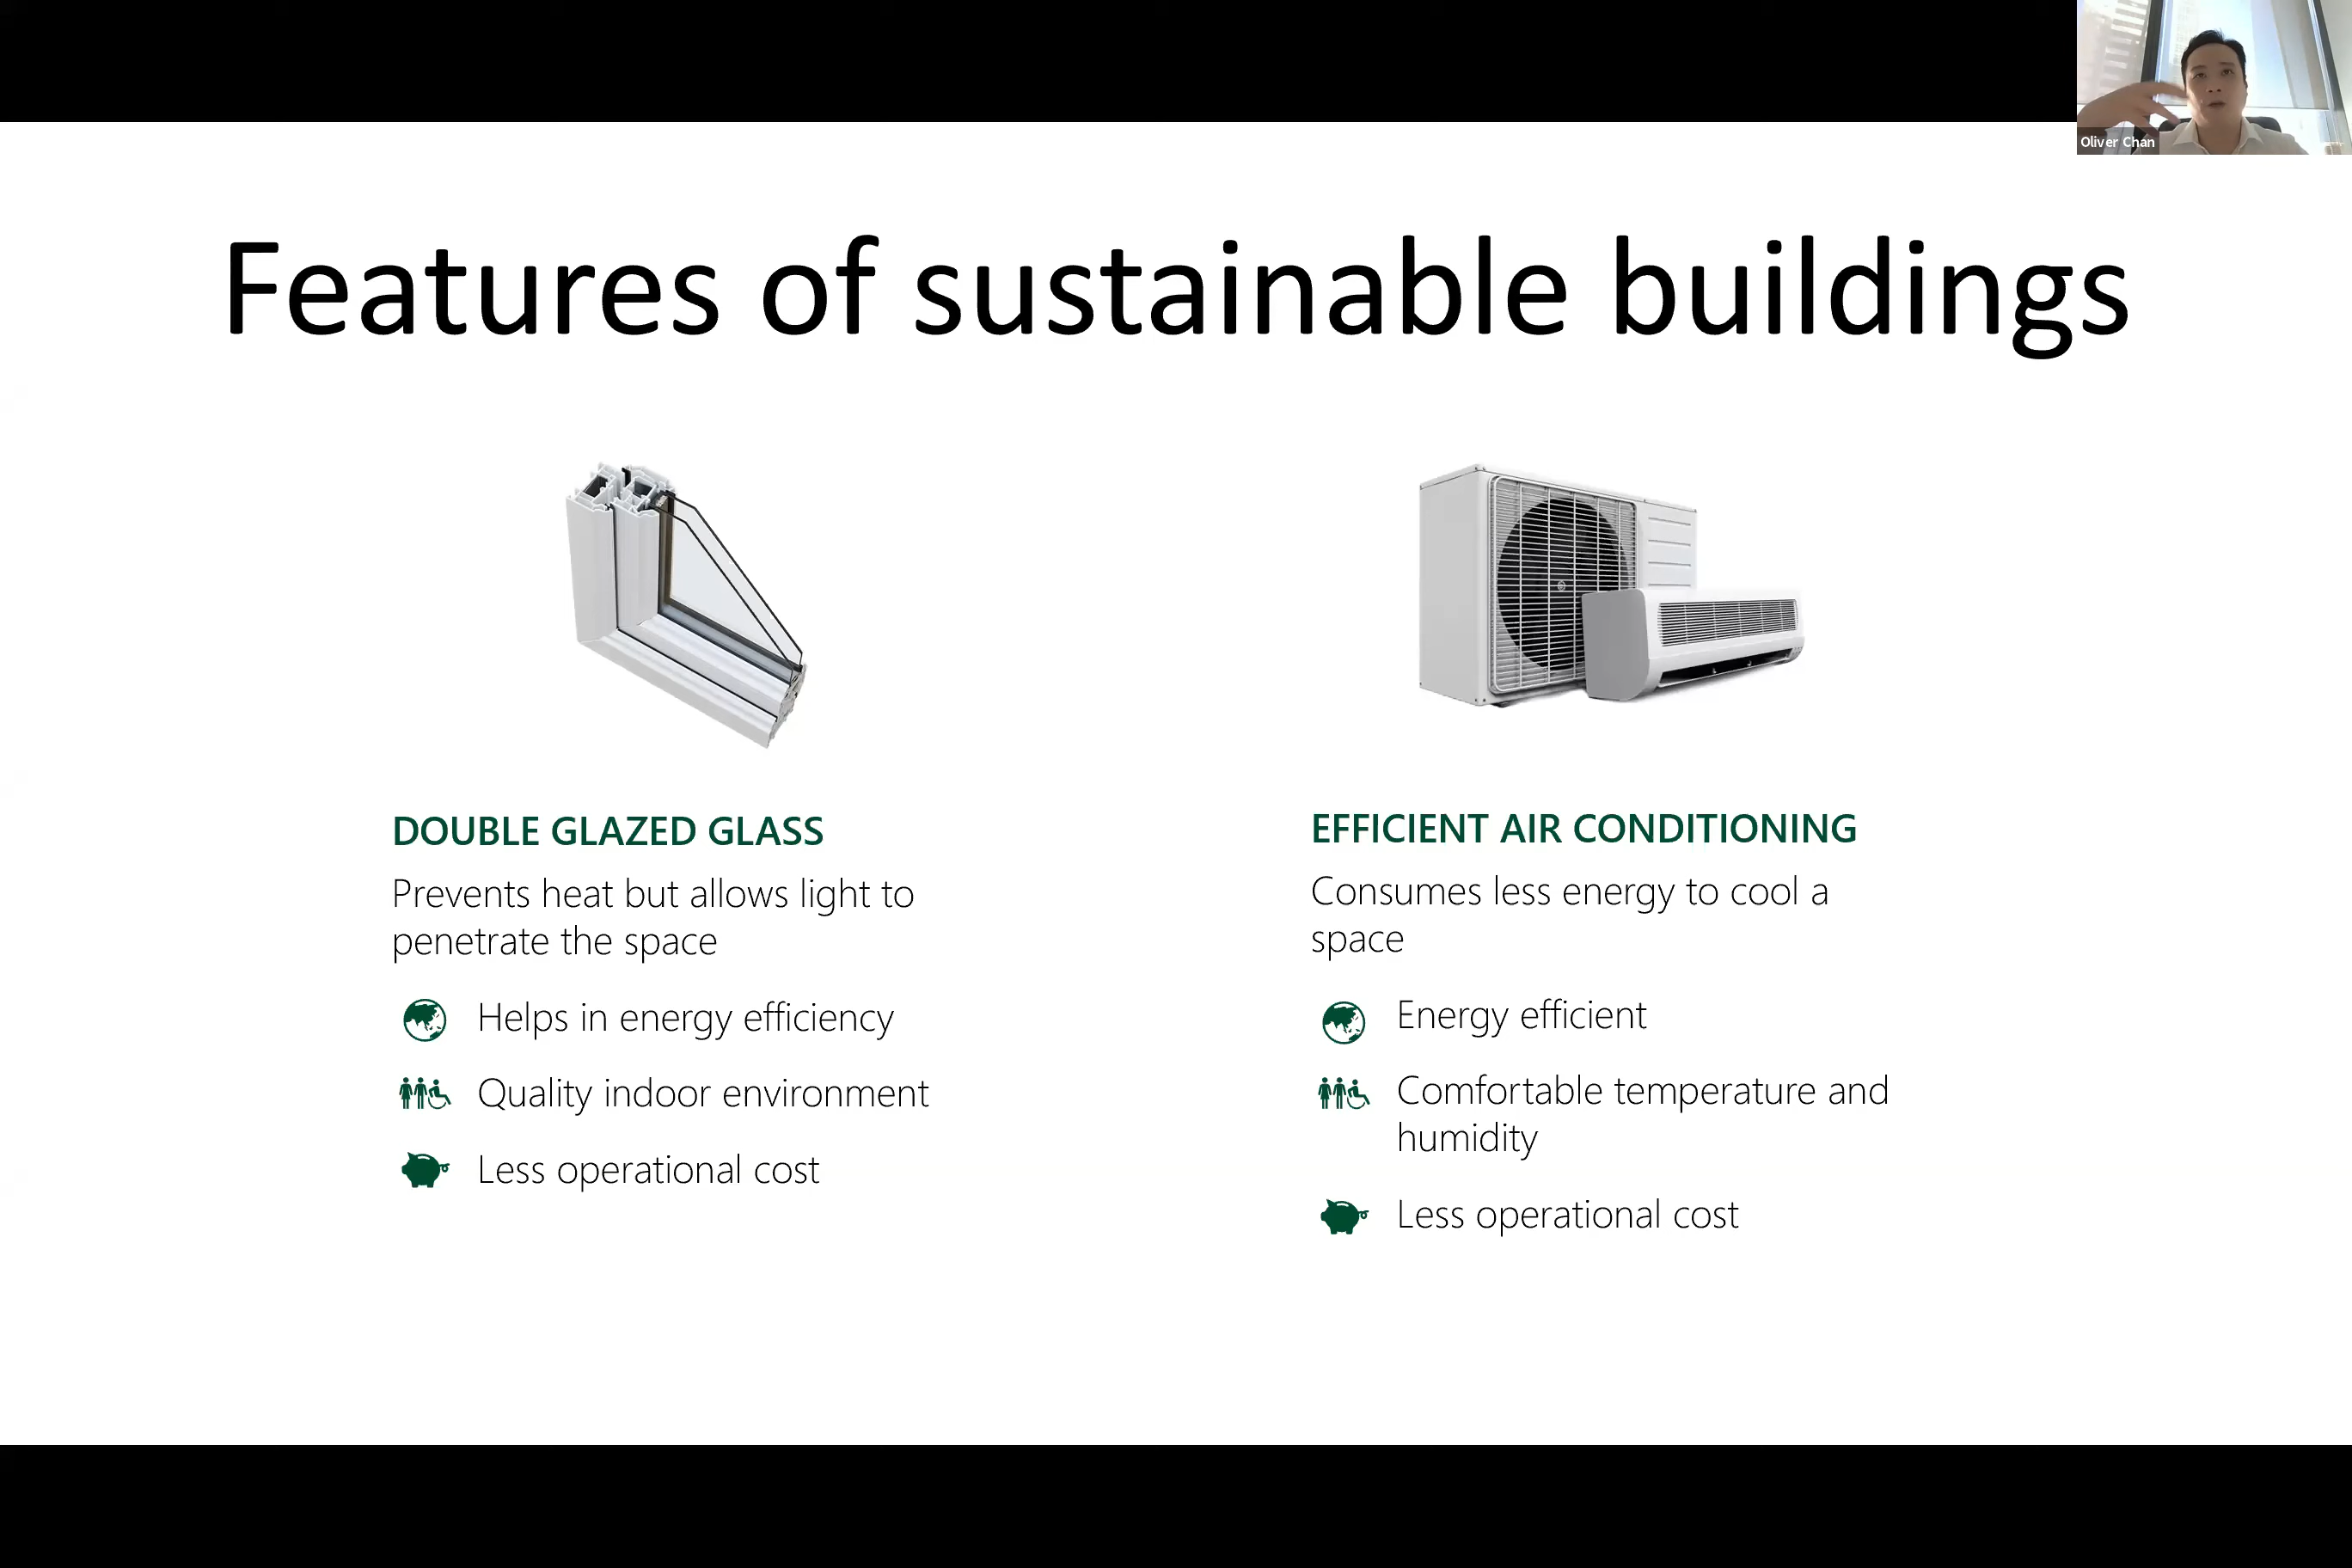 Oliver Chan
Features of sustainable buildings
DOUBLE GLAZED GLASS
Prevents heat but allows light to
penetrate the space
Helps in energy efficiency
Quality indoor environment
Less operational cost
EFFICIENT AIR CONDITIONING
Consumes less energy to cool a
space
Energy efficient
Comfortable temperature and
humidity
Less operational cost